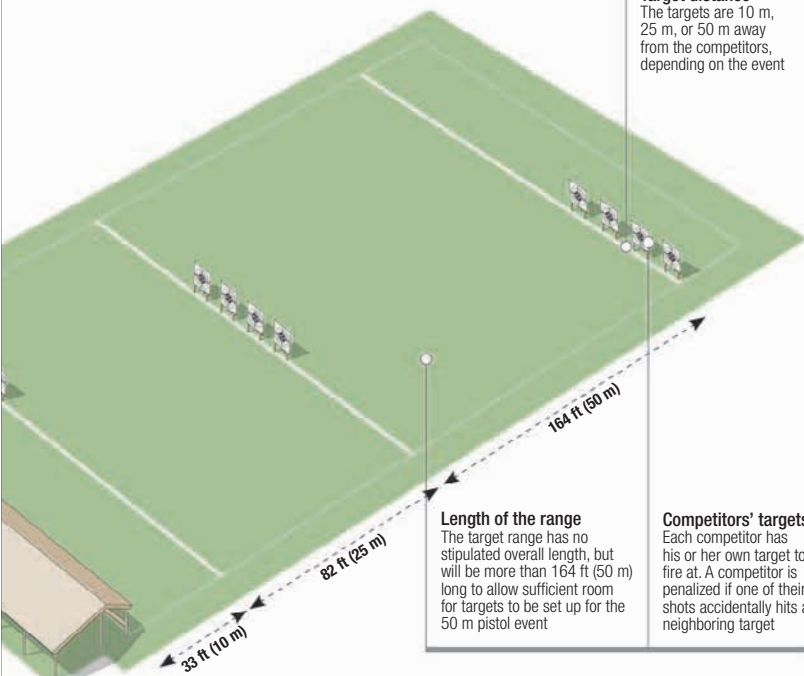 The targets are 10 m,
25 m, or 50 m away
from the competitors,
depending on the event
164 ft (50 m)
82 ft (25 m)
33 ft (10 m)
Length of the range
The target range has no
stipulated overall length, but
will be more than 164 ft (50 m)
long to allow sufficient room
for targets to be set up for the
50 m pistol event
Competitors' targets
Each competitor has
his or her own target to
fire at. A competitor is
penalized if one of their
shots accidentally hits a
neighboring target